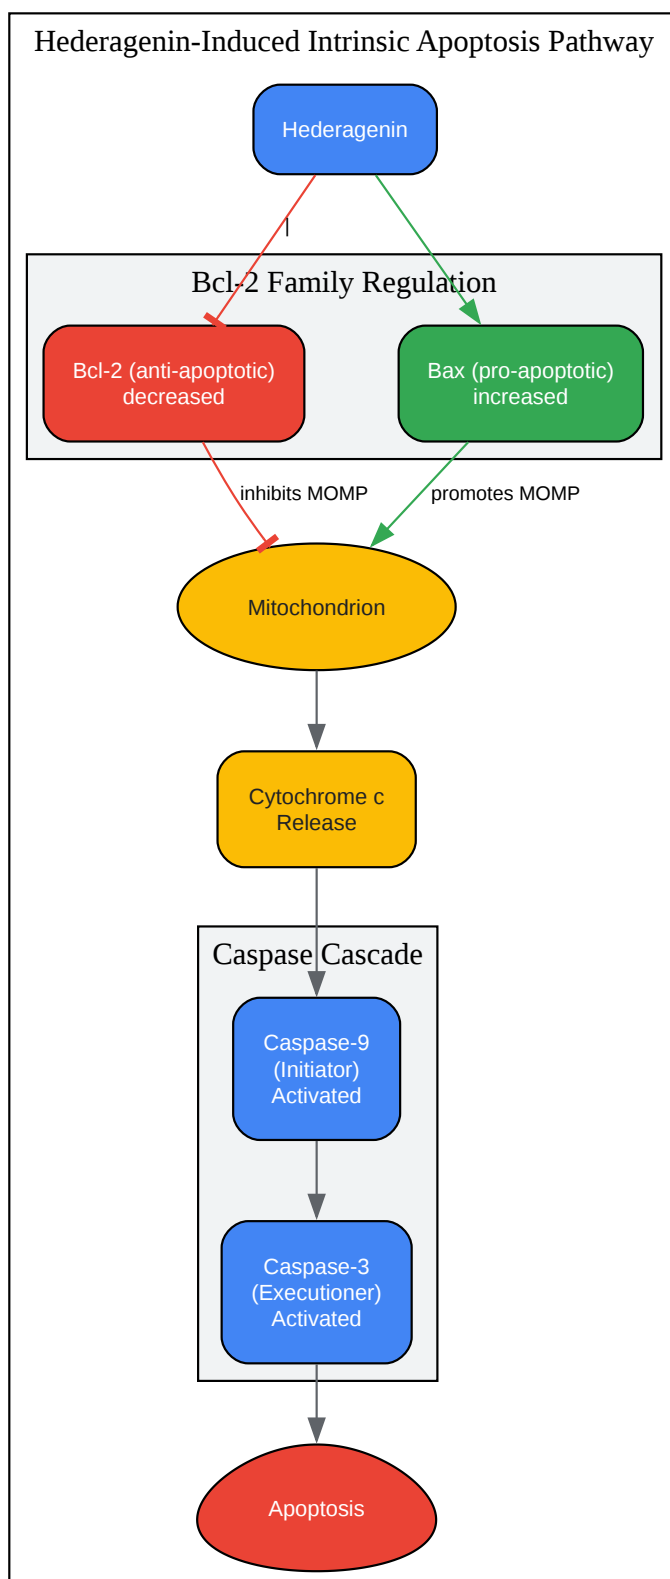 Hederagenin-Induced Intrinsic Apoptosis Pathway
Hederagenin
|
Bcl-2 Family Regulation
Bcl-2 (anti-apoptotic)
decreased
Bax (pro-apoptotic)
increased
inhibits MOMP
promotes MOMP
Mitochondrion
Cytochrome c
Release
Caspase Cascade
Caspase-9
(Initiator)
Activated
Caspase-3
(Executioner)
Activated
Apoptosis